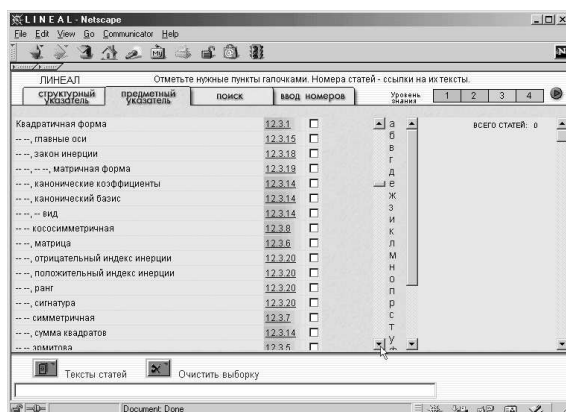 LINEAL - Netscape
File Edit View Go Communicator Help
My
N
ЛИНЕАЛ Отметьте нужные пункты галочками. Номера статей - ссылки на их тексты.
структурный указатель предметный указатель поиск ввод номеров Уровень знания 1 2 3 4
Квадратичная форма 12.3.1
-- --, главные оси 12.3.15
-- --, закон инерции 12.3.18
-- --, -- --, матричная форма 12.3.19
-- --, канонические коэффициенты 12.3.14
-- --, канонический базис 12.3.14
-- --, -- вид 12.3.14
-- -- кососимметричная 12.3.8
-- --, матрица 12.3.6
-- --, отрицательный индекс инерции 12.3.20
-- --, положительный индекс инерции 12.3.20
-- --, ранг 12.3.20
-- --, сигнатура 12.3.20
-- -- симметричная 12.3.7
-- --, сумма квадратов 12.3.14
-- -- эрмитова 12.3.5
а
б
в
г
д
е
ж
з
и
к
л
м
н
о
п
р
с
т
у
ф
ВСЕГО СТАТЕЙ: 0
Тексты статей Очистить выборку
Document: Done